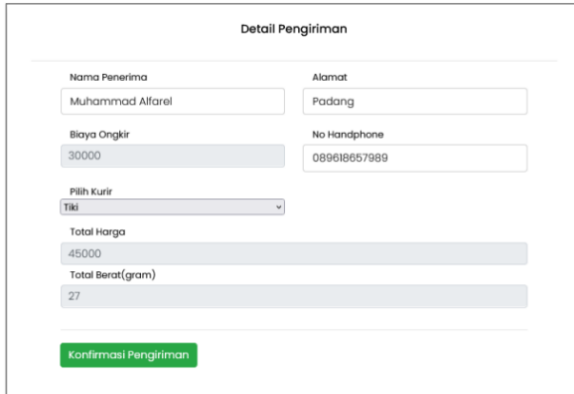 Detail Pengiriman
Nama Penerima
Alamat
Muhammad Alfarel
Padang
Biaya Ongkir
No Handphone
30000
089618657989
Pilih Kurir
Tiki
Total Harga
45000
Total Berat(gram)
27
Konfirmasi Pengiriman